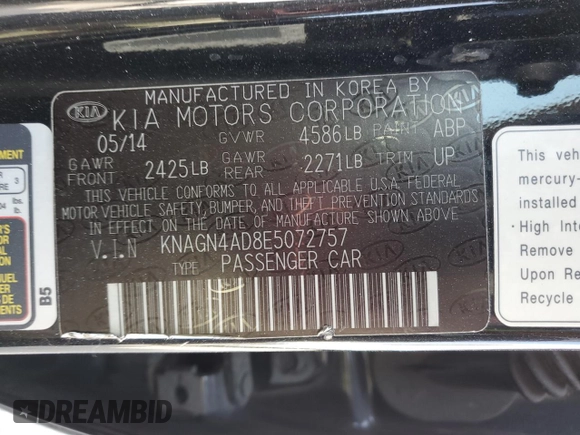 MANUFACTURED IN KOREA BY
KIA KIA MOTORS CORPORATION
05/14 GVWR 4586LB PAINT ABP
GAWR FRONT 2425LB GAWR REAR 2271LB TRIM UP
THIS VEHICLE CONFORMS TO ALL APPLICABLE U.S.A. FEDERAL
MOTOR VEHICLE SAFETY, BUMPER, AND THEFT PREVENTION STANDARDS
IN EFFECT ON THE DATE OF MANUFACTURE SHOWN ABOVE
V.I.N KNAGN4AD8E5072757
TYPE PASSENGER CAR
B5
This veh
mercury-
installed
• High Inte
Remove
Upon Re
Recycle
DREAMBID